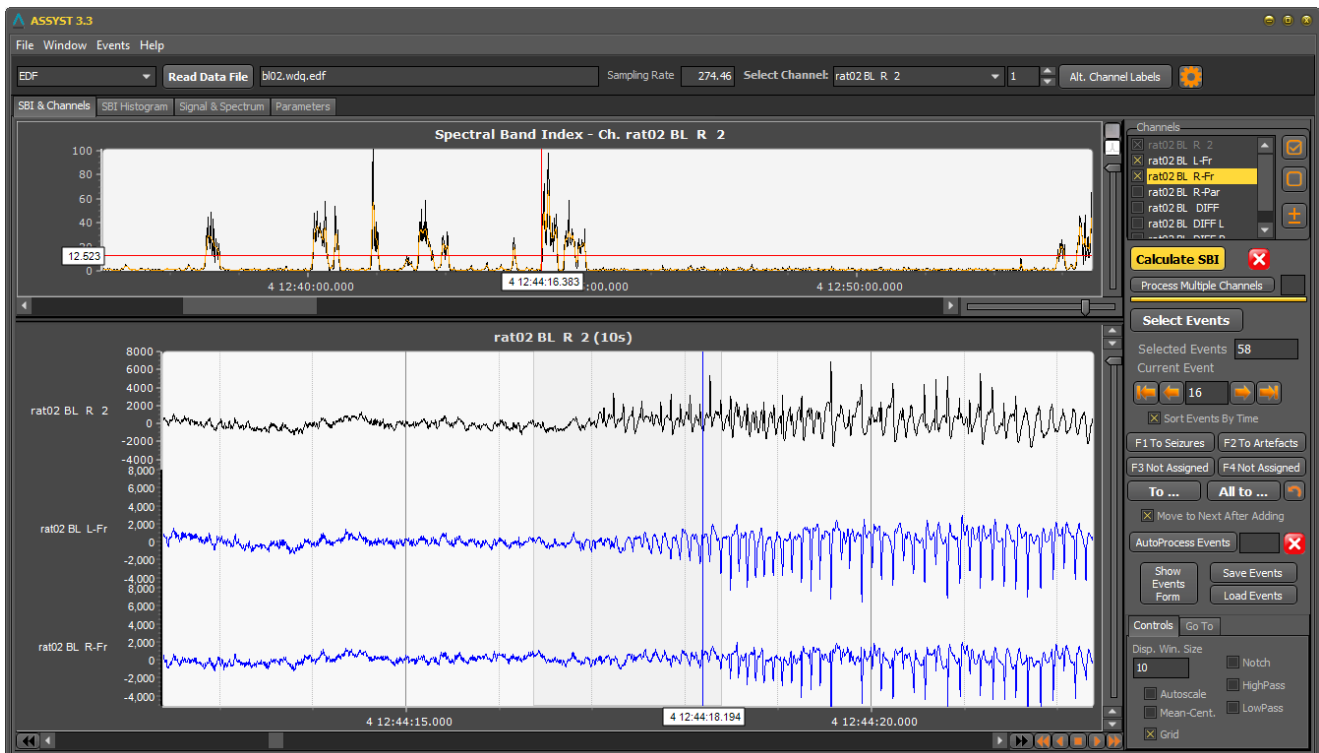 ASSYST 3.3
File Window Events Help
EDF Read Data File bl02.wdq.edf Sampling Rate 274.46 Select Channel: rat02 BL R 2 1 Alt. Channel Labels
SBI & Channels SBI Histogram Signal & Spectrum Parameters
Spectral Band Index - Ch. rat02 BL R 2
100
80
60
40
20
12.523
0
4 12:40:00.000 4 12:44:16.383 :00.000 4 12:50:00.000
rat02 BL R 2 (10s)
8000
6000
4000
rat02 BL R 2 2000
0
-2000
-4000
8,000
6,000
4,000
rat02 BL L-Fr 2,000
0
-2,000
-4,000
8,000
6,000
4,000
rat02 BL R-Fr 2,000
0
-2,000
-4,000
4 12:44:15.000 4 12:44:18.194 4 12:44:20.000
Channels
rat02 BL R 2
rat02 BL L-Fr
rat02 BL R-Fr
rat02 BL R-Par
rat02 BL DIFF
rat02 BL DIFF L
Calculate SBI
Process Multiple Channels
Select Events
Selected Events 58
Current Event
16
Sort Events By Time
F1 To Seizures F2 To Artefacts
F3 Not Assigned F4 Not Assigned
To ... All to ...
Move to Next After Adding
AutoProcess Events
Show Events Form
Save Events
Load Events
Controls Go To
Disp. Win. Size
10 Notch
Autoscale HighPass
Mean-Cent. LowPass
Grid